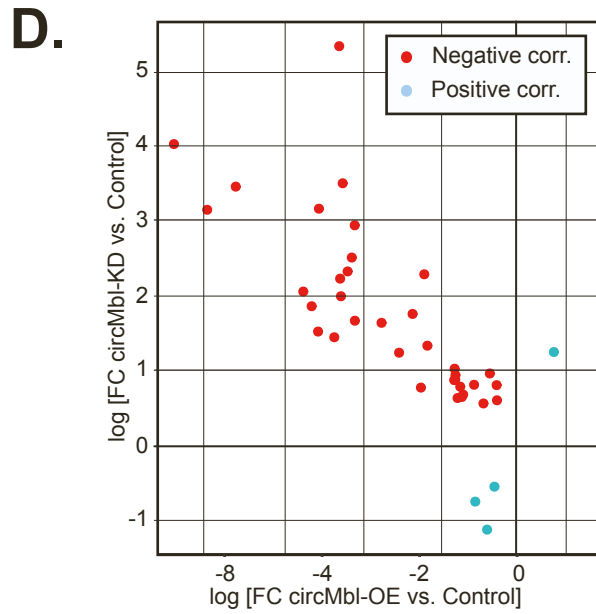 D.
Negative corr.
Positive corr.
log [FC circMbl-KD vs. Control]
5
4
3
2
1
0
-1
-8
-4
-2
0
log [FC circMbl-OE vs. Control]